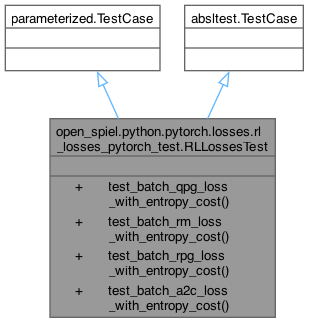 parameterized.TestCase
absltest.TestCase
open_spiel.python.pytorch.losses.rl
_losses_pytorch_test.RLLossesTest
+ test_batch_qpg_loss
_with_entropy_cost()
+ test_batch_rm_loss
_with_entropy_cost()
+ test_batch_rpg_loss
_with_entropy_cost()
+ test_batch_a2c_loss
_with_entropy_cost()